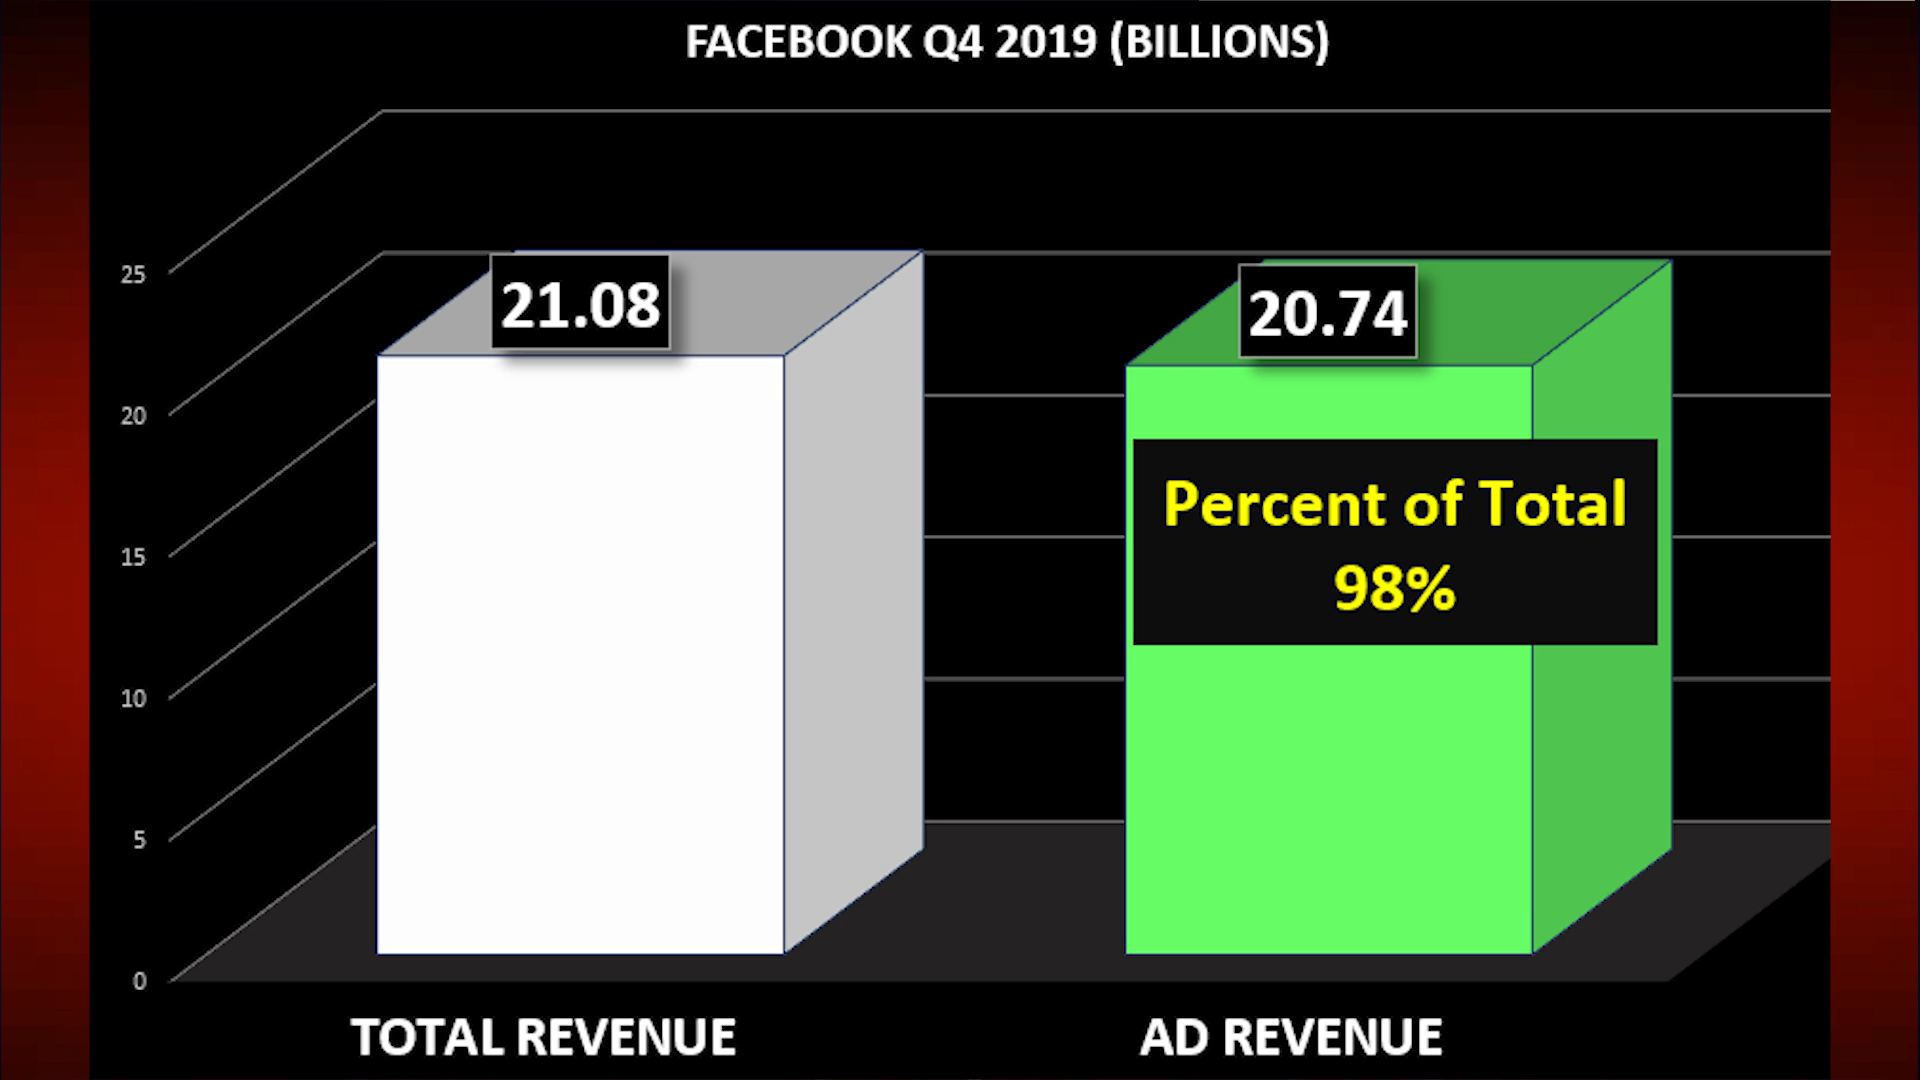 FACEBOOK Q4 2019 (BILLIONS)
25
20
15
10
5
0
21.08
20.74
Percent of Total
98%
TOTAL REVENUE
AD REVENUE